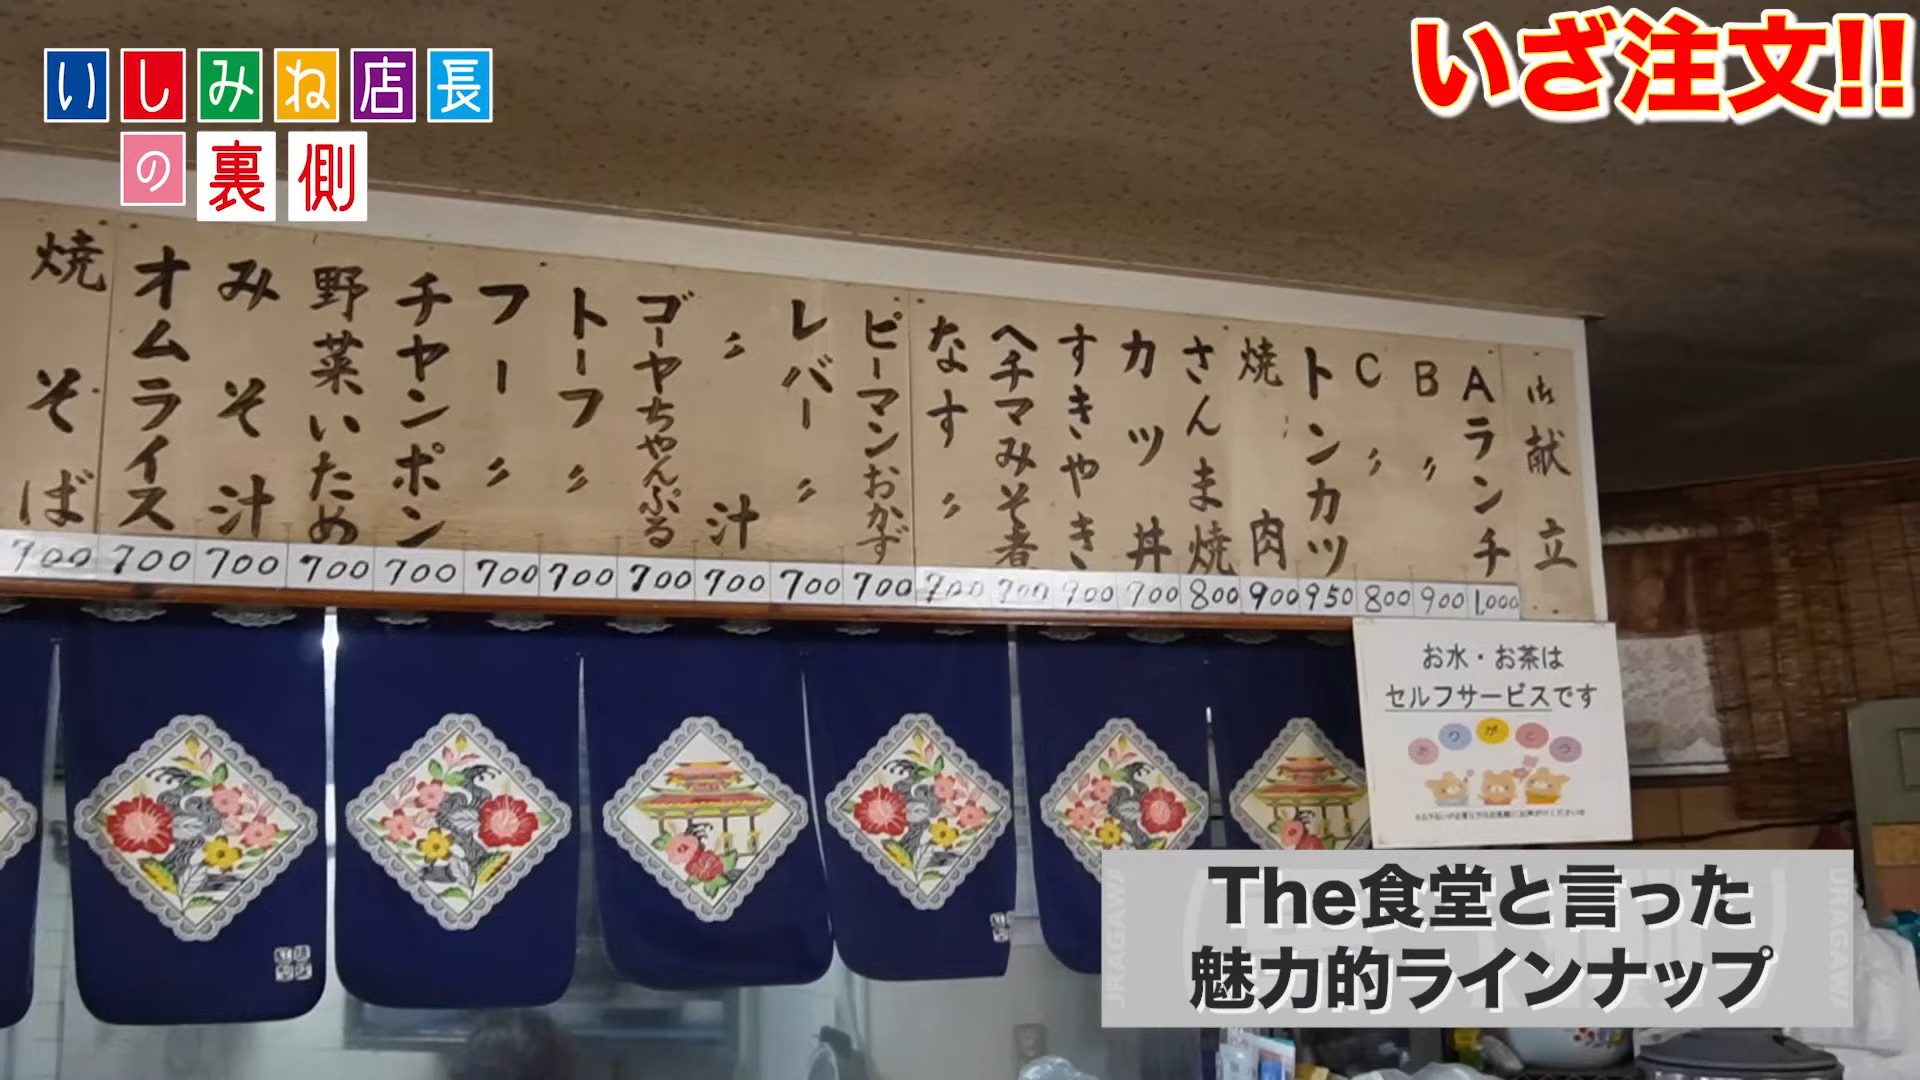 いしみね店長
の裏側
いざ注文!!
御献立
Aランチ 1,000
B〃 900
C〃 800
トンカツ 950
焼肉 900
さんま焼 800
カツ丼 700
すきやき 900
ヘチマみそ煮 700
なす〃 700
ピーマンおかず 700
レバー〃 700
〃汁 700
ゴーヤちゃんぷる 700
トーフ〃 700
フー〃 700
チャンポン 700
野菜いため 700
みそ汁 700
オムライス 700
焼そば 700
お水・お茶は
セルフサービスです
ありがとう
The食堂と言った
魅力的ラインナップ